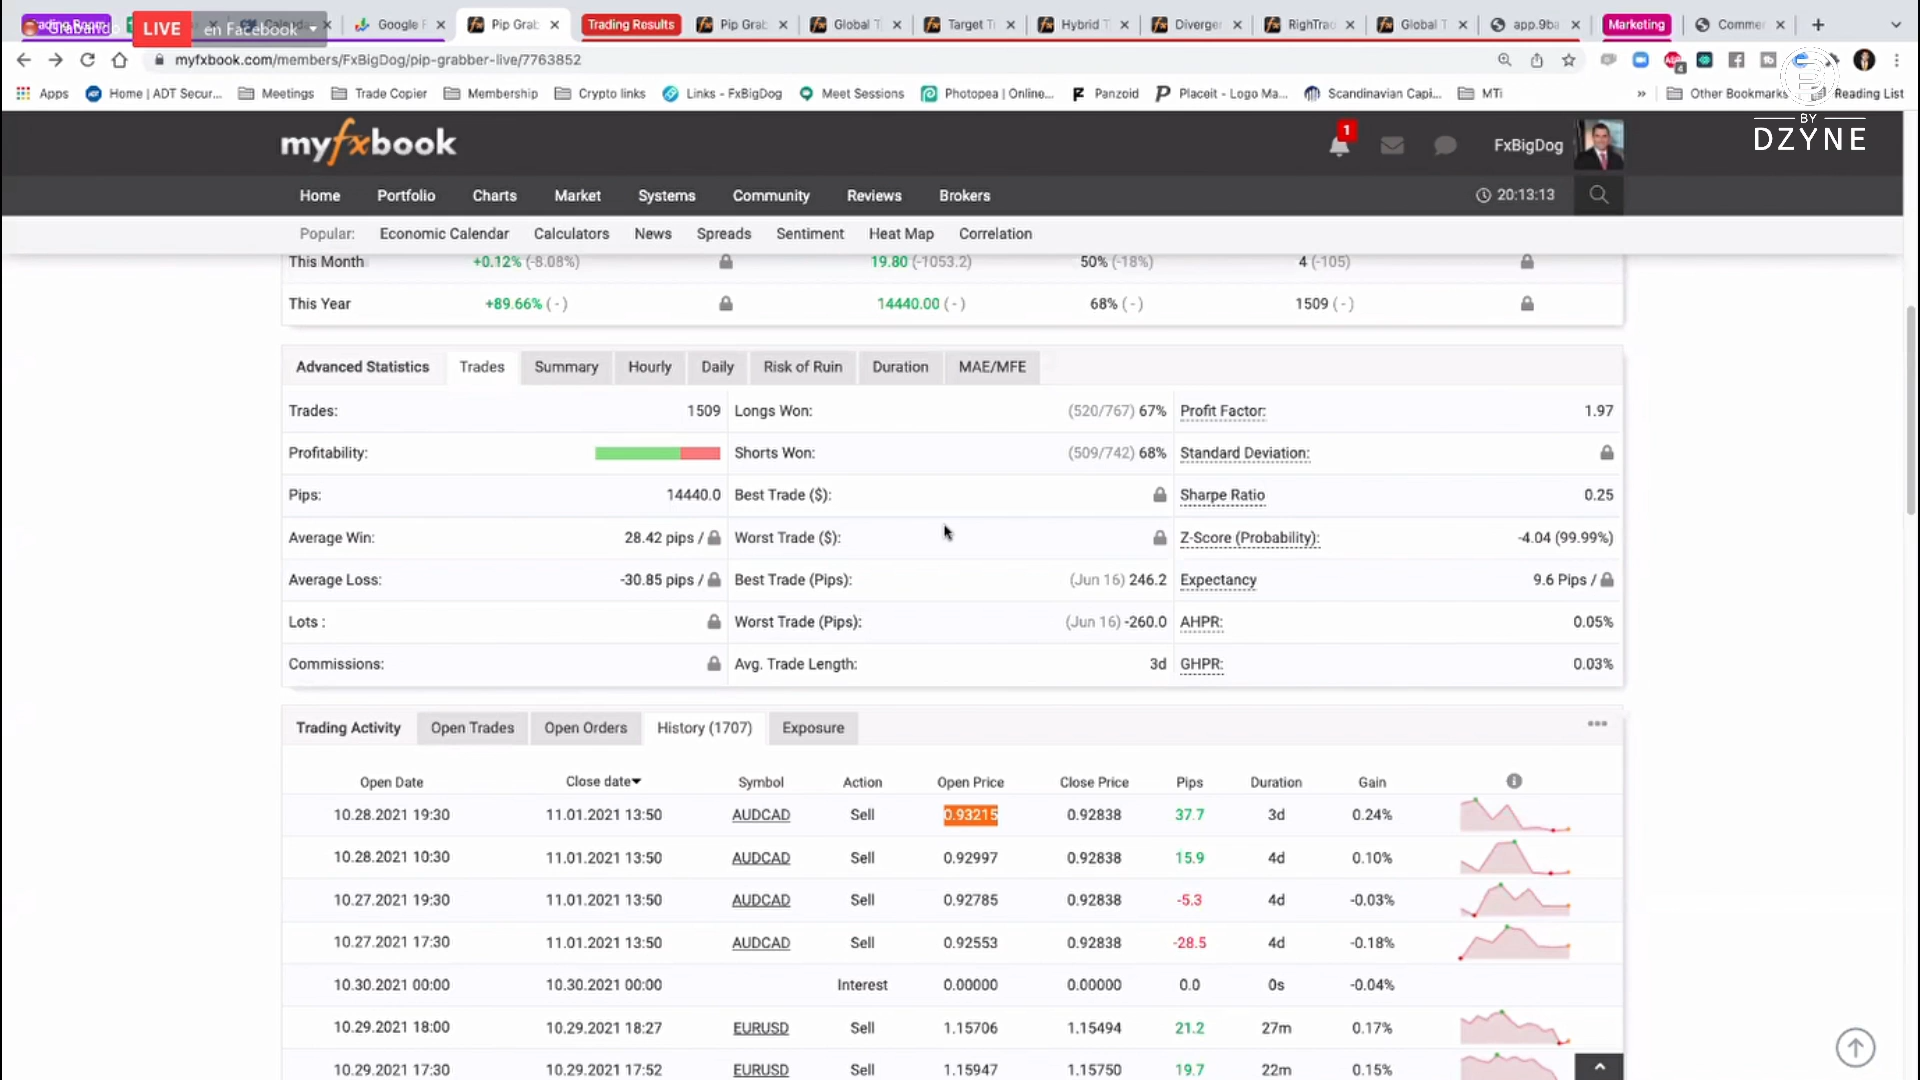 Trading Room Grabando LIVE en Facebook Calenda Google F Pip Grab Trading Results Pip Grab Global T Target Tr Hybrid T Diverger RighTrad Global T app.9ba Marketing Commer
myfxbook.com/members/FxBigDog/pip-grabber-live/7763852
Apps Home | ADT Secur... Meetings Trade Copier Membership Crypto links Links - FxBigDog Meet Sessions Photopea | Online... Panzoid Placeit - Logo Ma... Scandinavian Capi... MTi » Other Bookmarks Reading List
BY
DZYNE
myfxbook 1 FxBigDog
Home Portfolio Charts Market Systems Community Reviews Brokers 20:13:13
Popular: Economic Calendar Calculators News Spreads Sentiment Heat Map Correlation
This Month +0.12% (-8.08%) 19.80 (-1053.2) 50% (-18%) 4 (-105)
This Year +89.66% ( - ) 14440.00 ( - ) 68% ( - ) 1509 ( - )
Advanced Statistics Trades Summary Hourly Daily Risk of Ruin Duration MAE/MFE
Trades: 1509 Longs Won: (520/767) 67% Profit Factor: 1.97
Profitability: Shorts Won: (509/742) 68% Standard Deviation:
Pips: 14440.0 Best Trade ($): Sharpe Ratio 0.25
Average Win: 28.42 pips / Worst Trade ($): Z-Score (Probability): -4.04 (99.99%)
Average Loss: -30.85 pips / Best Trade (Pips): (Jun 16) 246.2 Expectancy 9.6 Pips /
Lots : Worst Trade (Pips): (Jun 16) -260.0 AHPR: 0.05%
Commissions: Avg. Trade Length: 3d GHPR: 0.03%
Trading Activity Open Trades Open Orders History (1707) Exposure
Open Date Close date Symbol Action Open Price Close Price Pips Duration Gain
10.28.2021 19:30 11.01.2021 13:50 AUDCAD Sell 0.93215 0.92838 37.7 3d 0.24%
10.28.2021 10:30 11.01.2021 13:50 AUDCAD Sell 0.92997 0.92838 15.9 4d 0.10%
10.27.2021 19:30 11.01.2021 13:50 AUDCAD Sell 0.92785 0.92838 -5.3 4d -0.03%
10.27.2021 17:30 11.01.2021 13:50 AUDCAD Sell 0.92553 0.92838 -28.5 4d -0.18%
10.30.2021 00:00 10.30.2021 00:00 Interest 0.00000 0.00000 0.0 0s -0.04%
10.29.2021 18:00 10.29.2021 18:27 EURUSD Sell 1.15706 1.15494 21.2 27m 0.17%
10.29.2021 17:30 10.29.2021 17:52 EURUSD Sell 1.15947 1.15750 19.7 22m 0.15%